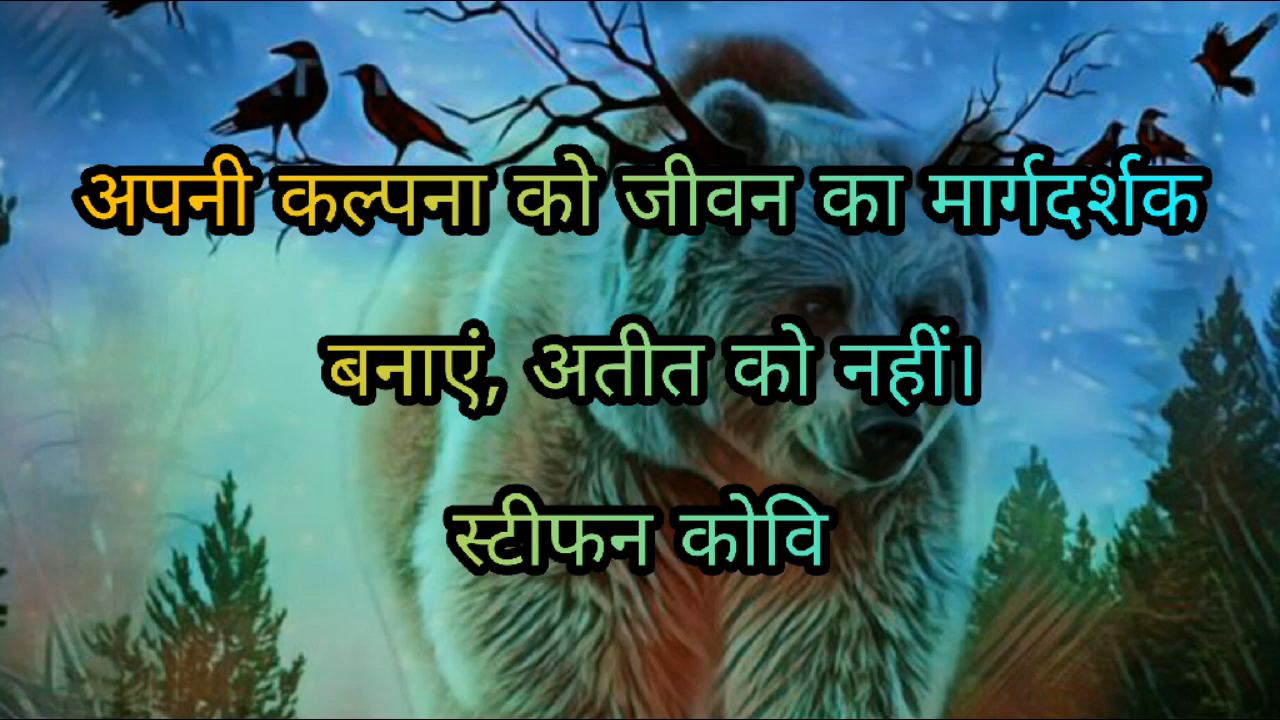 अपनी कल्पना को जीवन का मार्गदर्शक
बनाएं, अतीत को नहीं।
स्टीफन कोवि